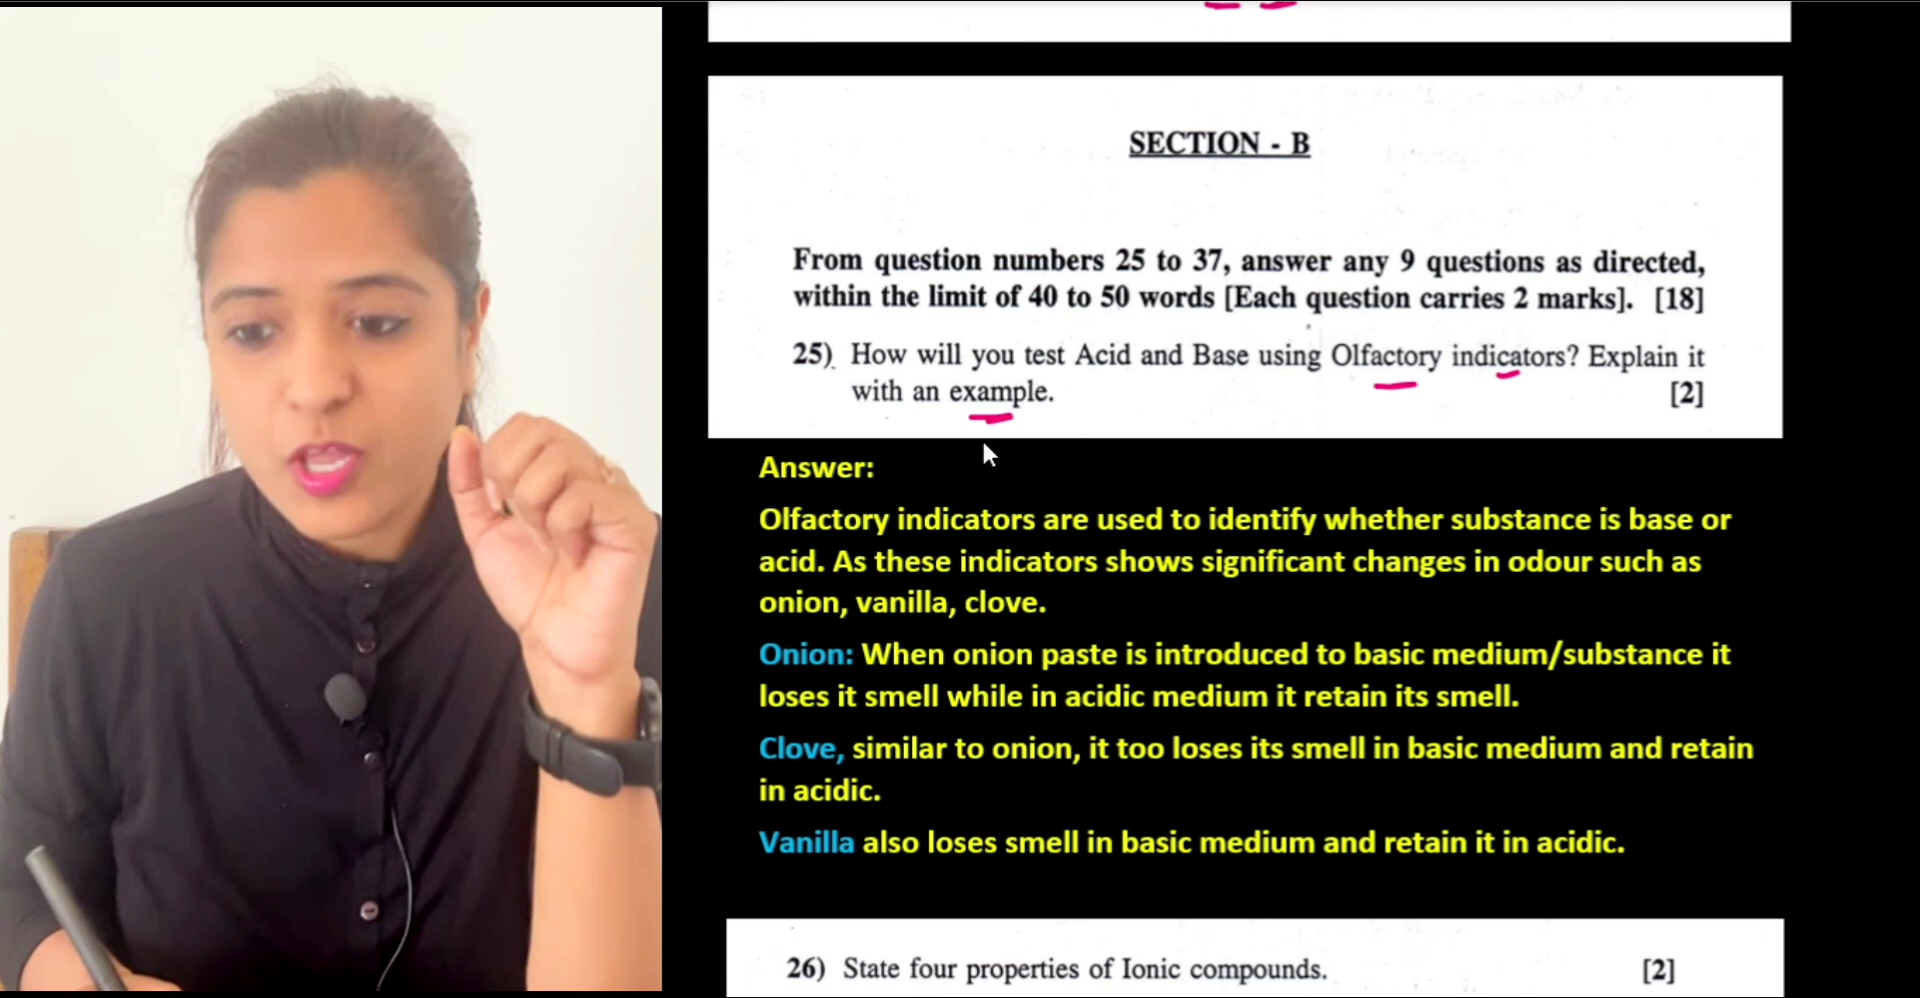 SECTION - B
From question numbers 25 to 37, answer any 9 questions as directed,
within the limit of 40 to 50 words [Each question carries 2 marks]. [18]
25) How will you test Acid and Base using Olfactory indicators? Explain it
with an example. [2]
Answer:
Olfactory indicators are used to identify whether substance is base or
acid. As these indicators shows significant changes in odour such as
onion, vanilla, clove.
Onion: When onion paste is introduced to basic medium/substance it
loses it smell while in acidic medium it retain its smell.
Clove, similar to onion, it too loses its smell in basic medium and retain
in acidic.
Vanilla also loses smell in basic medium and retain it in acidic.
26) State four properties of Ionic compounds. [2]